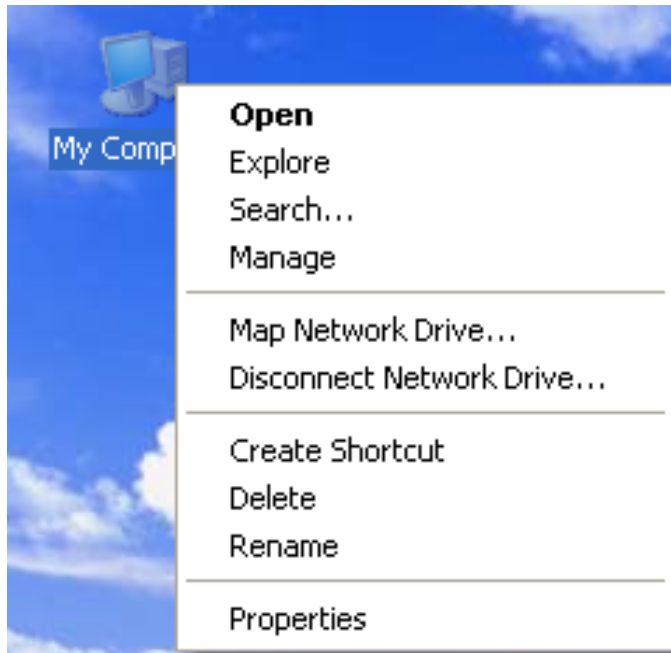 My Comp
Open
Explore
Search...
Manage
Map Network Drive...
Disconnect Network Drive...
Create Shortcut
Delete
Rename
Properties